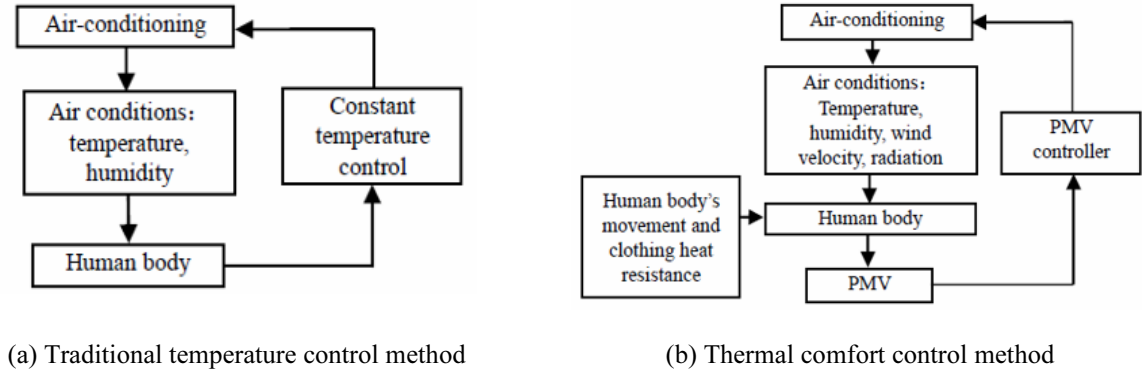 Air-conditioning
Air conditions:
temperature,
humidity
Human body
Constant
temperature
control
(a) Traditional temperature control method
Air-conditioning
Air conditions:
Temperature,
humidity, wind
velocity, radiation
Human body's
movement and
clothing heat
resistance
Human body
PMV
PMV
controller
(b) Thermal comfort control method